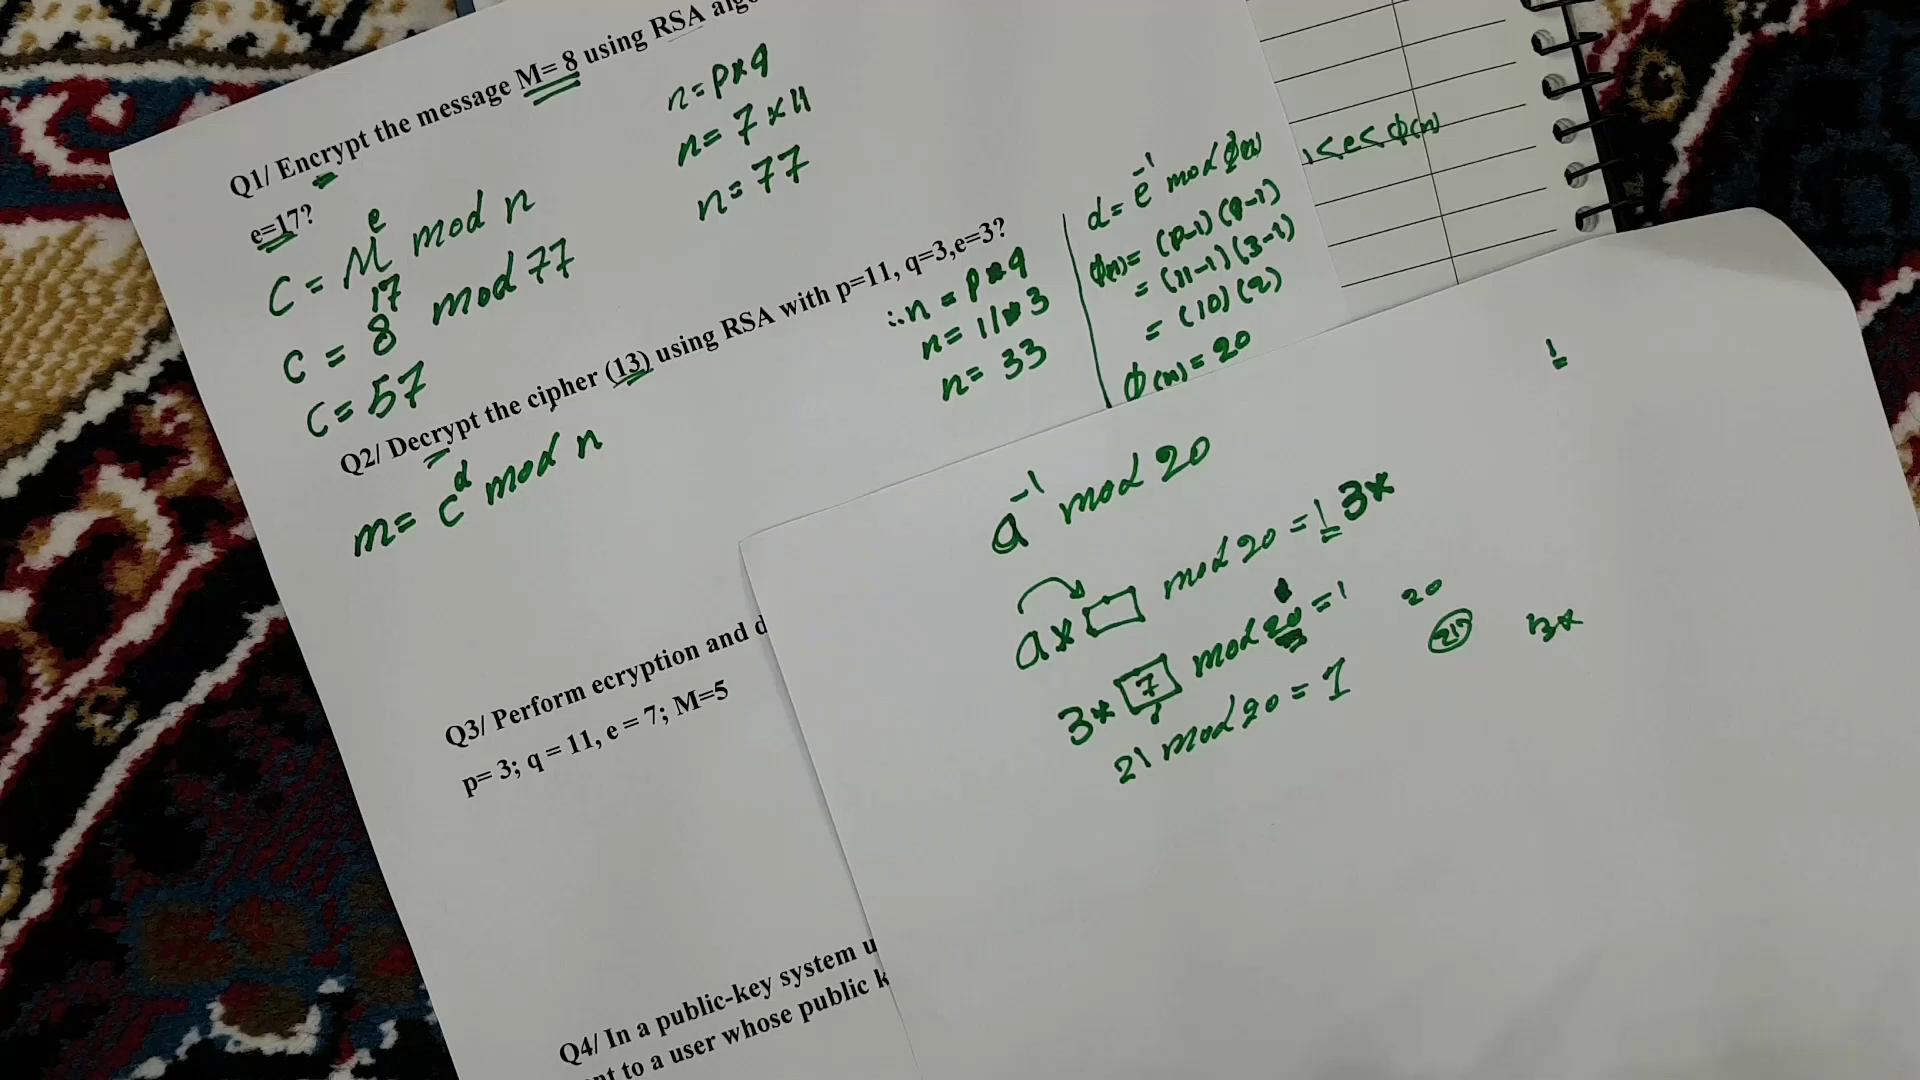 Q1/ Encrypt the message M= 8 using RSA
e=17?
n= p*q
n= 7*11
n= 77
C = M^e mod n
C = 8^17 mod 77
C = 57
Q2/ Decrypt the cipher (13) using RSA with p=11, q=3,e=3?
m= c^d mod n
∴n = p*q
n= 11*3
n= 33
d= e^-1 mod ϕ(n)
1<e<ϕ(n)
ϕ(n)= (p-1)(q-1)
= (11-1)(3-1)
= (10)(2)
ϕ(n)= 20
1
a^-1 mod 20
a* mod 20 = 1 3*
3* 7 mod 20 = 1
20
21
3*
21 mod 20 = 1
Q3/ Perform ecryption and
p= 3; q = 11, e = 7; M=5
Q4/ In a public-key system
to a user whose public